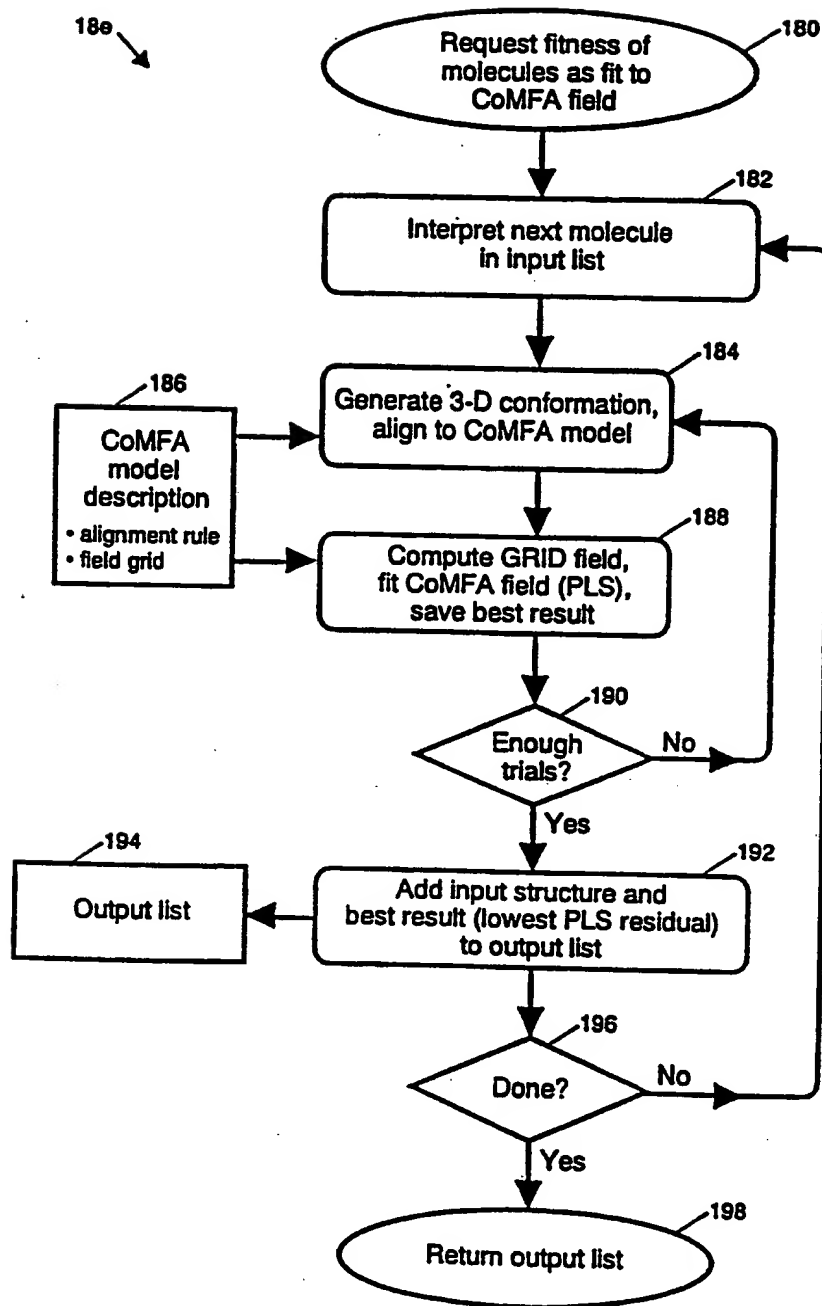 18e
Request fitness of
molecules as fit to
CoMFA field
180
182
Interpret next molecule
in input list
184
Generate 3-D conformation,
align to CoMFA model
186
CoMFA
model
description
• alignment rule
• field grid
188
Compute GRID field,
fit CoMFA field (PLS),
save best result
190
Enough
trials?
No
Yes
192
Add input structure and
best result (lowest PLS residual)
to output list
194
Output list
196
Done?
No
Yes
198
Return output list